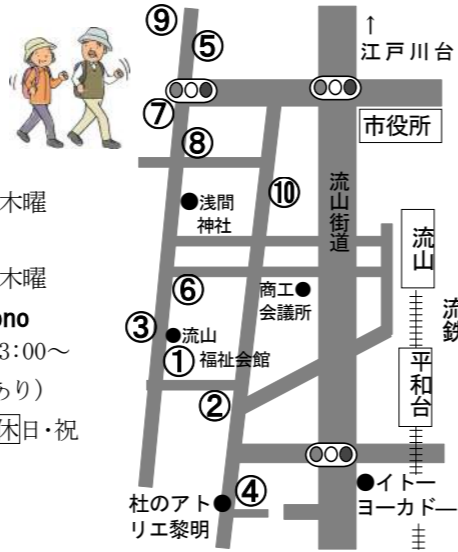 木曜
木曜
ono
3:00～
あり）
休日・祝
⑨
⑤
↑
江戸川台
⑦
市役所
⑧
⑩
●浅間
神社
流山街道
流山
⑥
商工●
会議所
流鉄
③
●流山
福祉会館
①
平和台
②
④
杜のアト●
リエ黎明
●イトー
ヨーカドー